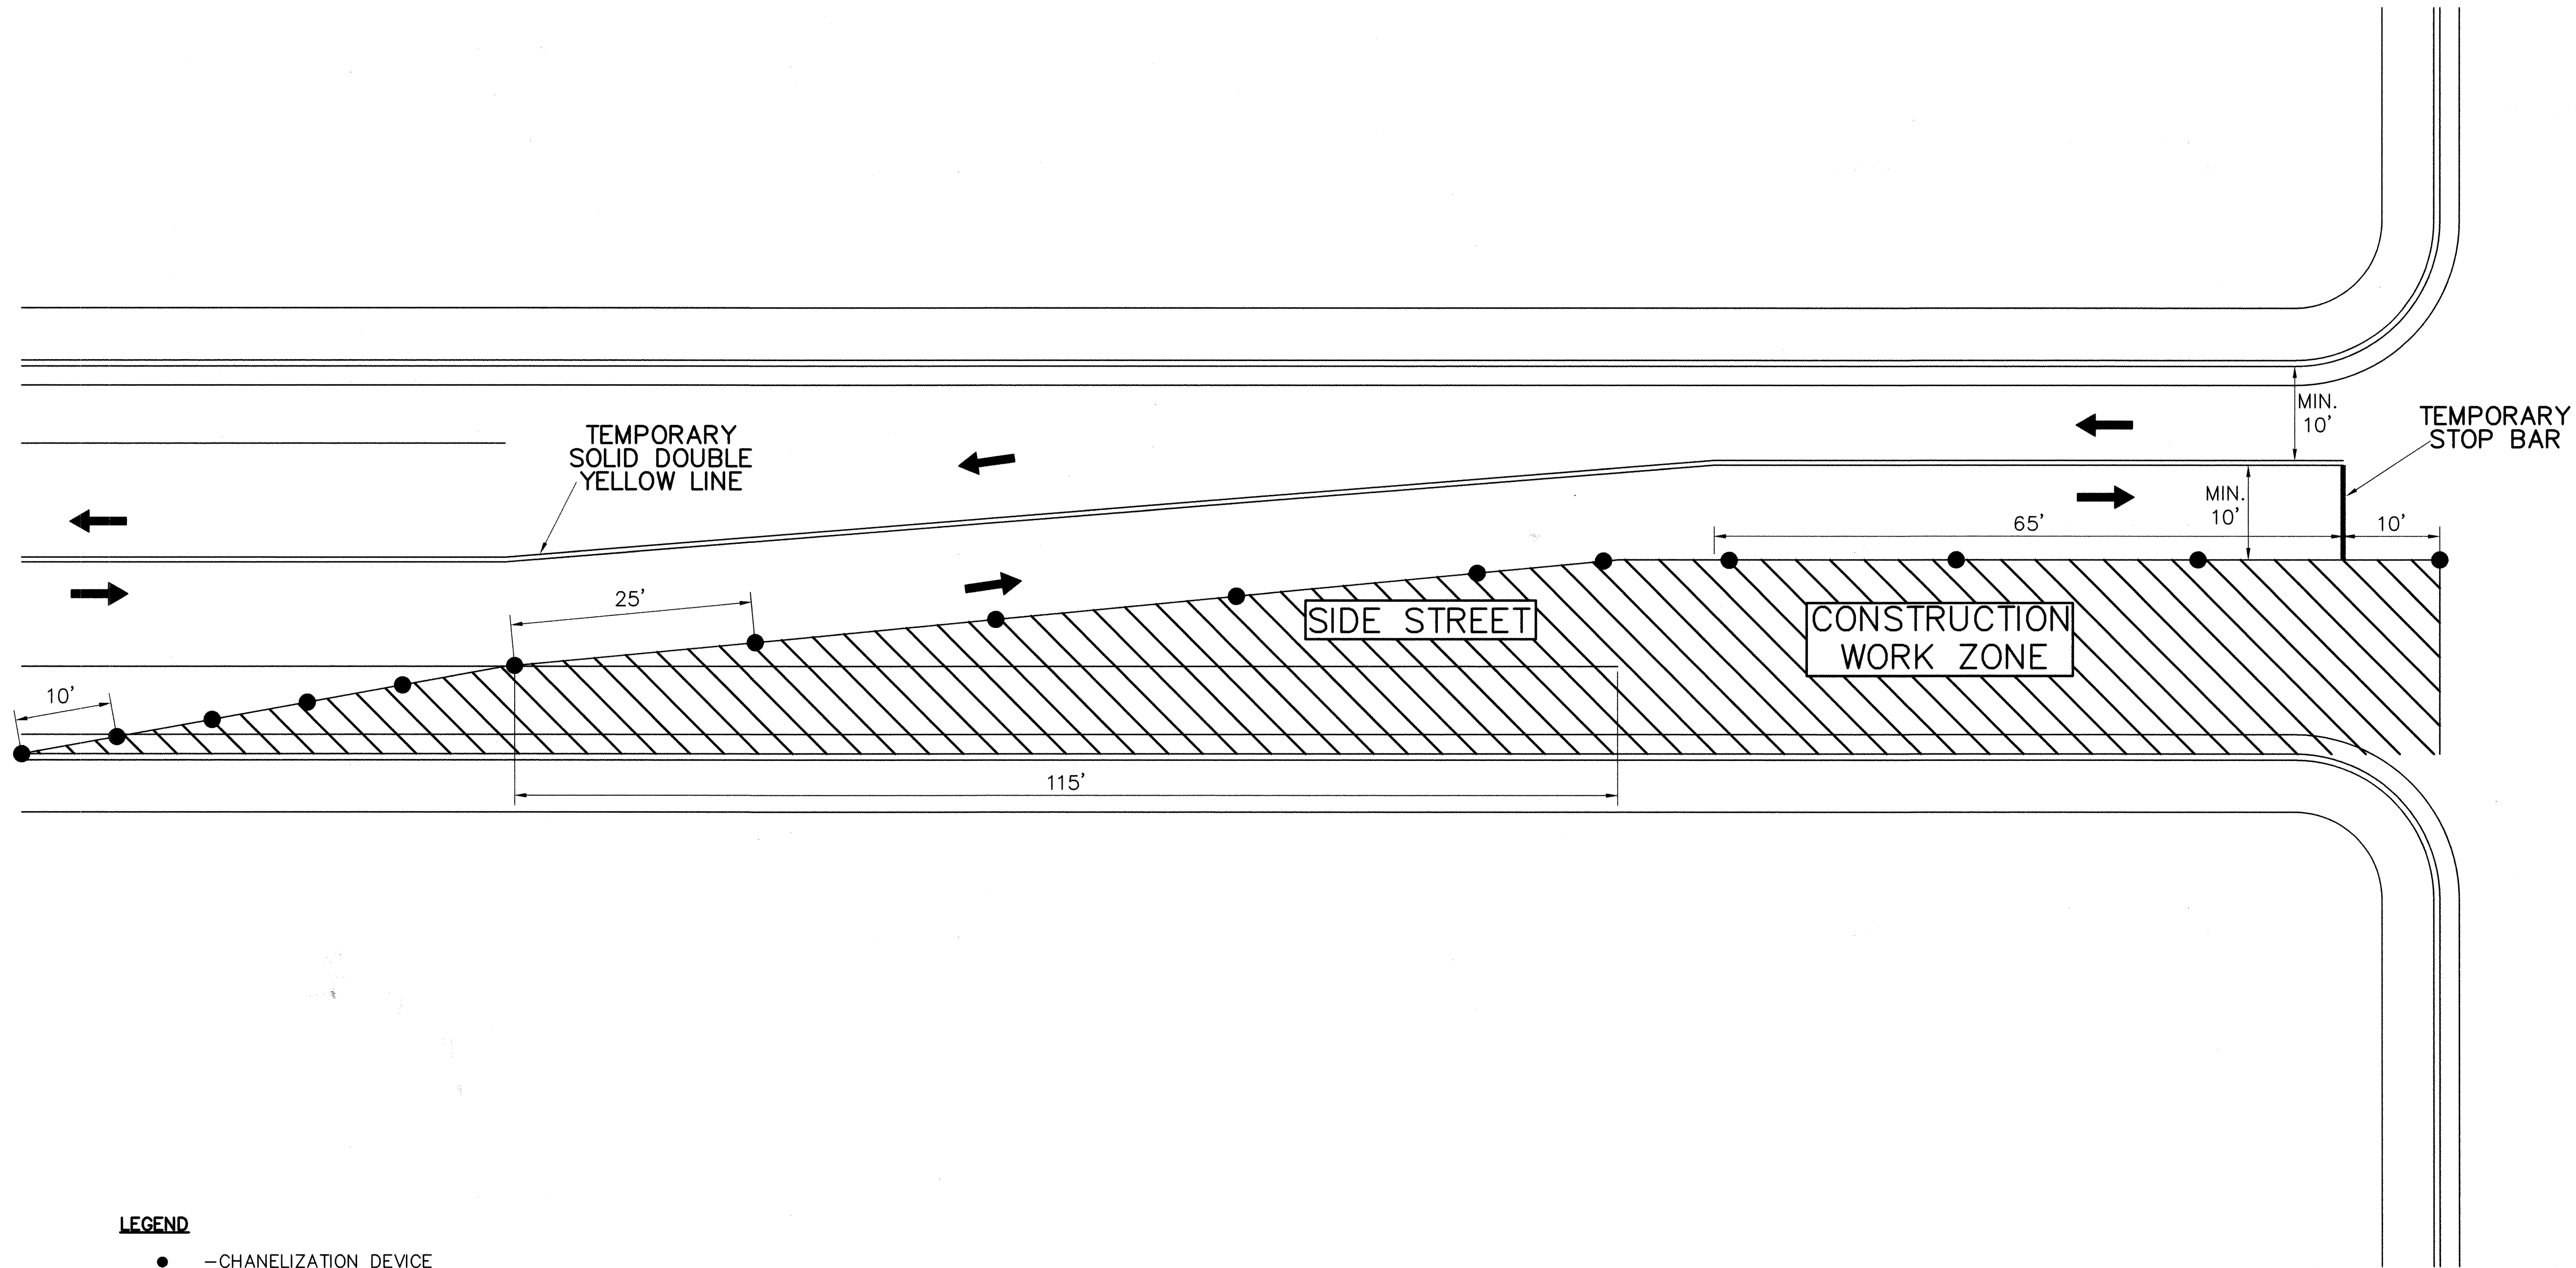 MIN.
10'
TEMPORARY
STOP BAR
TEMPORARY
SOLID DOUBLE
YELLOW LINE
MIN.
10'
65'
10'
25'
SIDE STREET
CONSTRUCTION
WORK ZONE
10'
115'
LEGEND
● –CHANELIZATION DEVICE